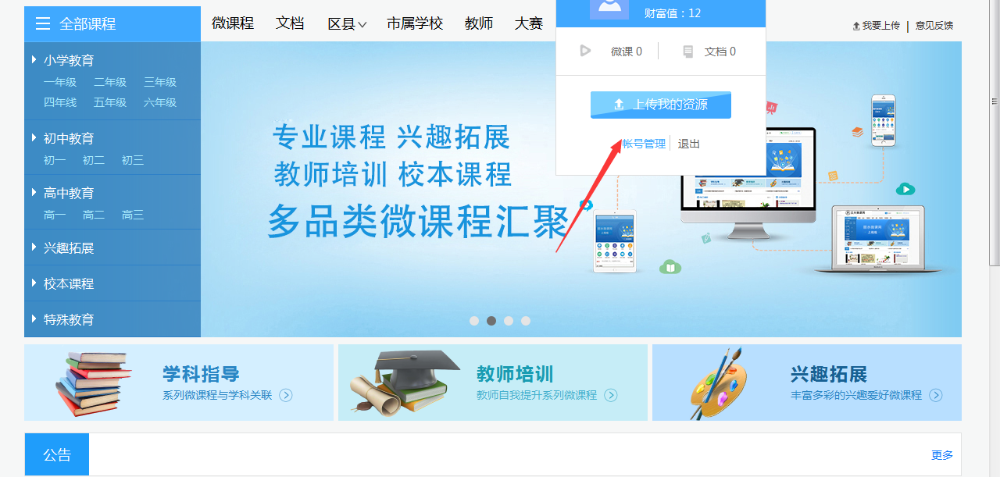 全部课程
微课程 文档 区县 市属学校 教师 大赛
财富值：12
我要上传 | 意见反馈
微课 0 文档 0
上传我的资源
帐号管理 退出
小学教育
一年级 二年级 三年级
四年线 五年级 六年级
初中教育
初一 初二 初三
高中教育
高一 高二 高三
兴趣拓展
校本课程
特殊教育
专业课程 兴趣拓展
教师培训 校本课程
多品类微课程汇聚
学科指导
系列微课程与学科关联
教师培训
教师自我提升系列微课程
兴趣拓展
丰富多彩的兴趣爱好微课程
公告
更多